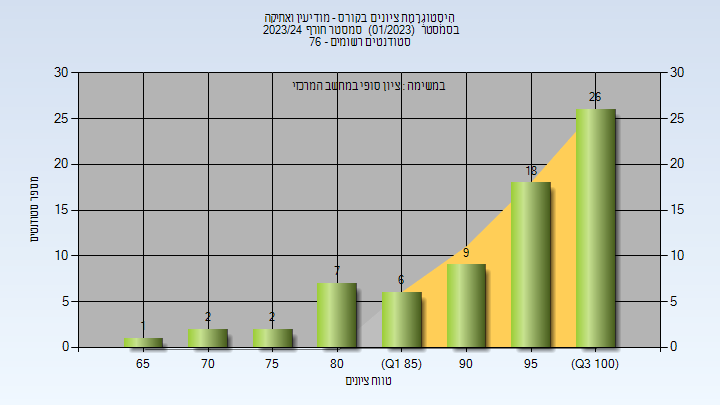 היסטוגרמת ציונים בקורס - מודיעין ואתיקה
בסמסטר (01/2023) סמסטר חורף 2023/24
סטודנטים רשומים - 76
במשימה : ציון סופי במחשב המרכזי
30 30
25 25
20 20
15 15
10 10
5 5
0 0
1 2 2 7 6 9 18 26
מספר סטודנטים
65 70 75 80 (Q1 85) 90 95 (Q3 100)
טווח ציונים